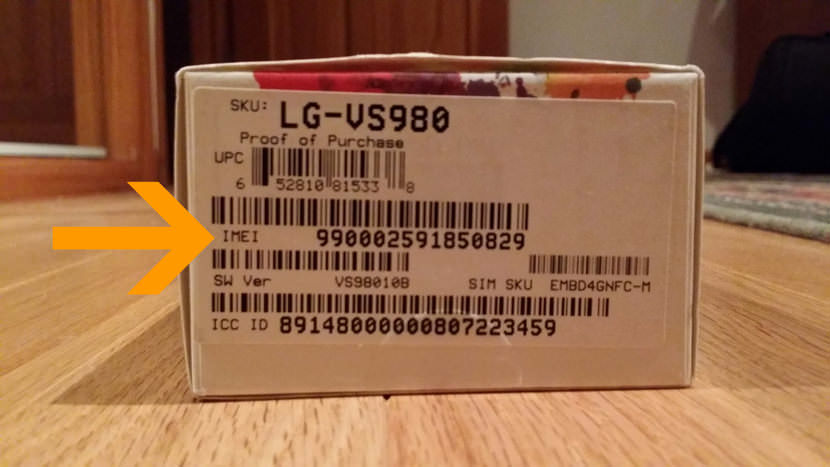 SKU: LG-VS980
Proof of Purchase
UPC
6 52810 81533 8
IMEI 990002591850829
SW Ver VS98010B SIM SKU EMBD4GNFC-M
ICC ID 89148000000807223459